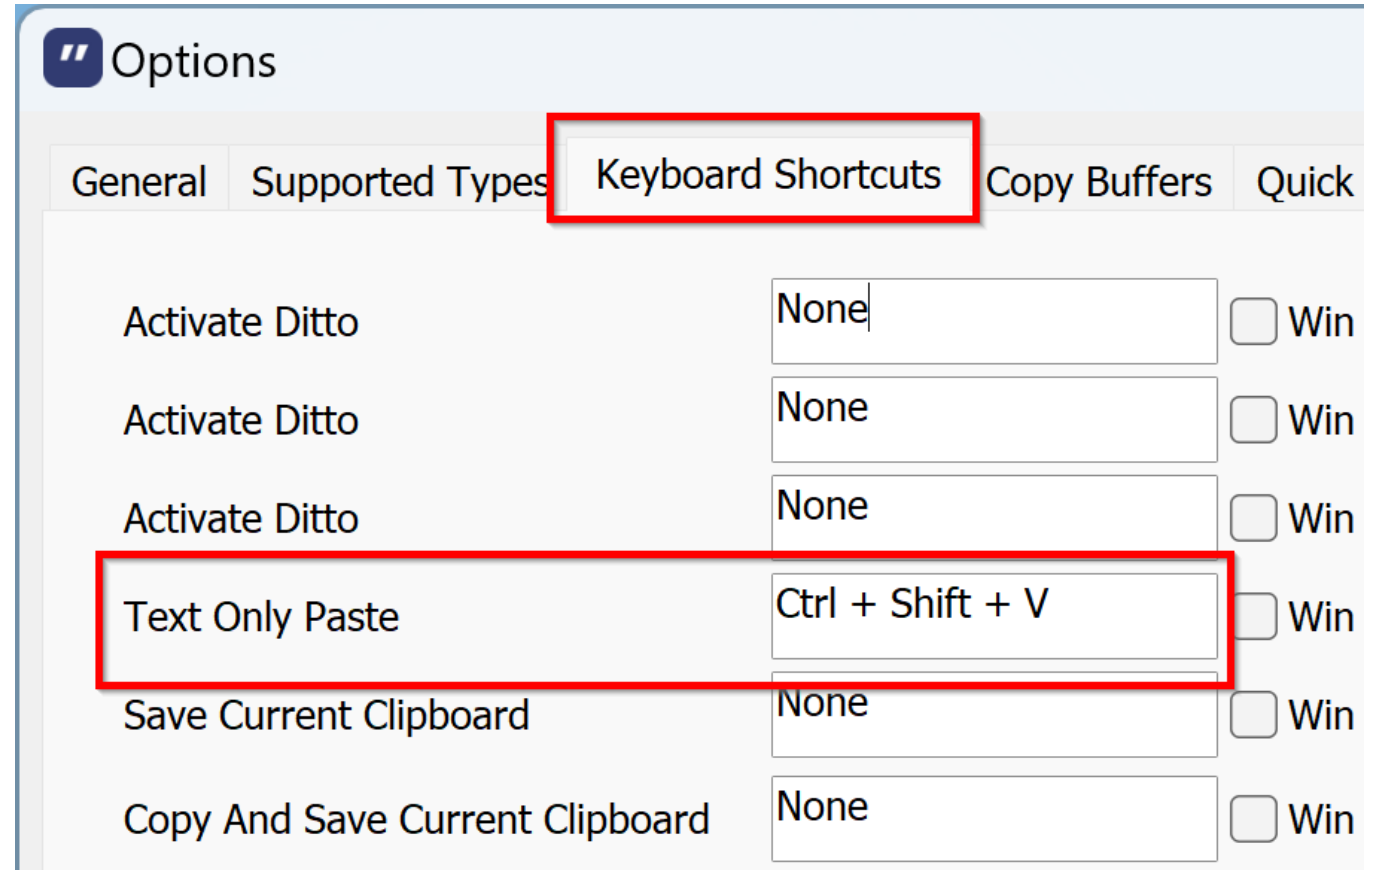 Options
General Supported Types Keyboard Shortcuts Copy Buffers Quick
Activate Ditto None Win
Activate Ditto None Win
Activate Ditto None Win
Text Only Paste Ctrl + Shift + V Win
Save Current Clipboard None Win
Copy And Save Current Clipboard None Win